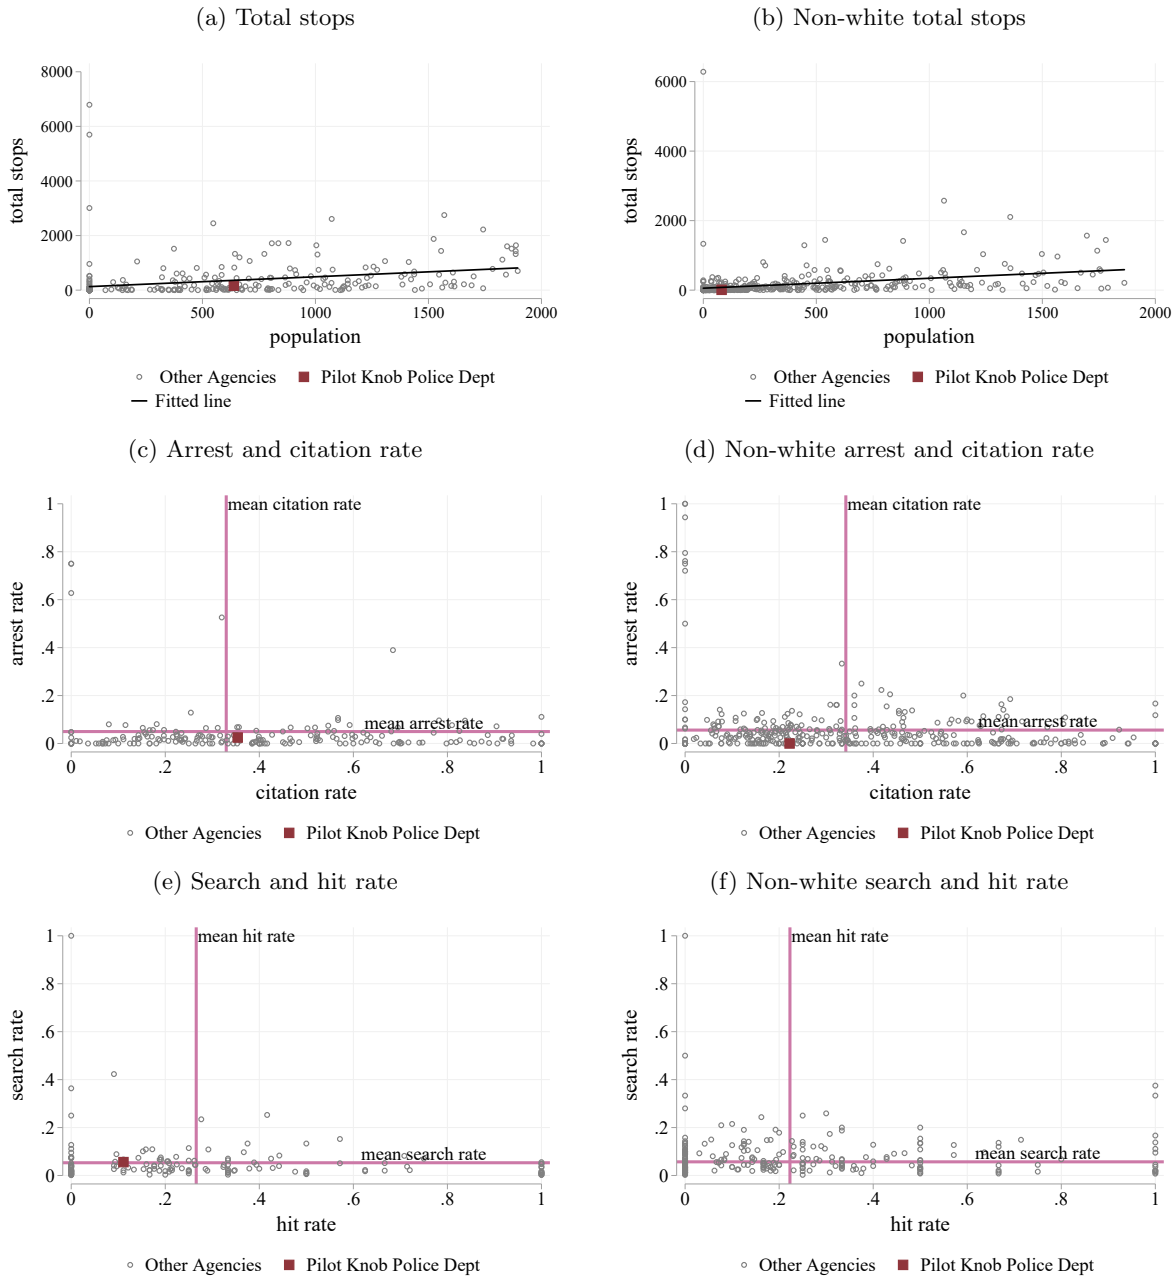 (a) Total stops
(b) Non-white total stops
8000
6000
4000
2000
0
total stops
0 500 1000 1500 2000
population
Other Agencies Pilot Knob Police Dept
Fitted line
6000
4000
2000
0
total stops
0 500 1000 1500 2000
population
Other Agencies Pilot Knob Police Dept
Fitted line
(c) Arrest and citation rate
(d) Non-white arrest and citation rate
1
.8
.6
.4
.2
0
arrest rate
mean citation rate
mean arrest rate
0 .2 .4 .6 .8 1
citation rate
Other Agencies Pilot Knob Police Dept
1
.8
.6
.4
.2
0
arrest rate
mean citation rate
mean arrest rate
0 .2 .4 .6 .8 1
citation rate
Other Agencies Pilot Knob Police Dept
(e) Search and hit rate
(f) Non-white search and hit rate
1
.8
.6
.4
.2
0
search rate
mean hit rate
mean search rate
0 .2 .4 .6 .8 1
hit rate
Other Agencies Pilot Knob Police Dept
1
.8
.6
.4
.2
0
search rate
mean hit rate
mean search rate
0 .2 .4 .6 .8 1
hit rate
Other Agencies Pilot Knob Police Dept